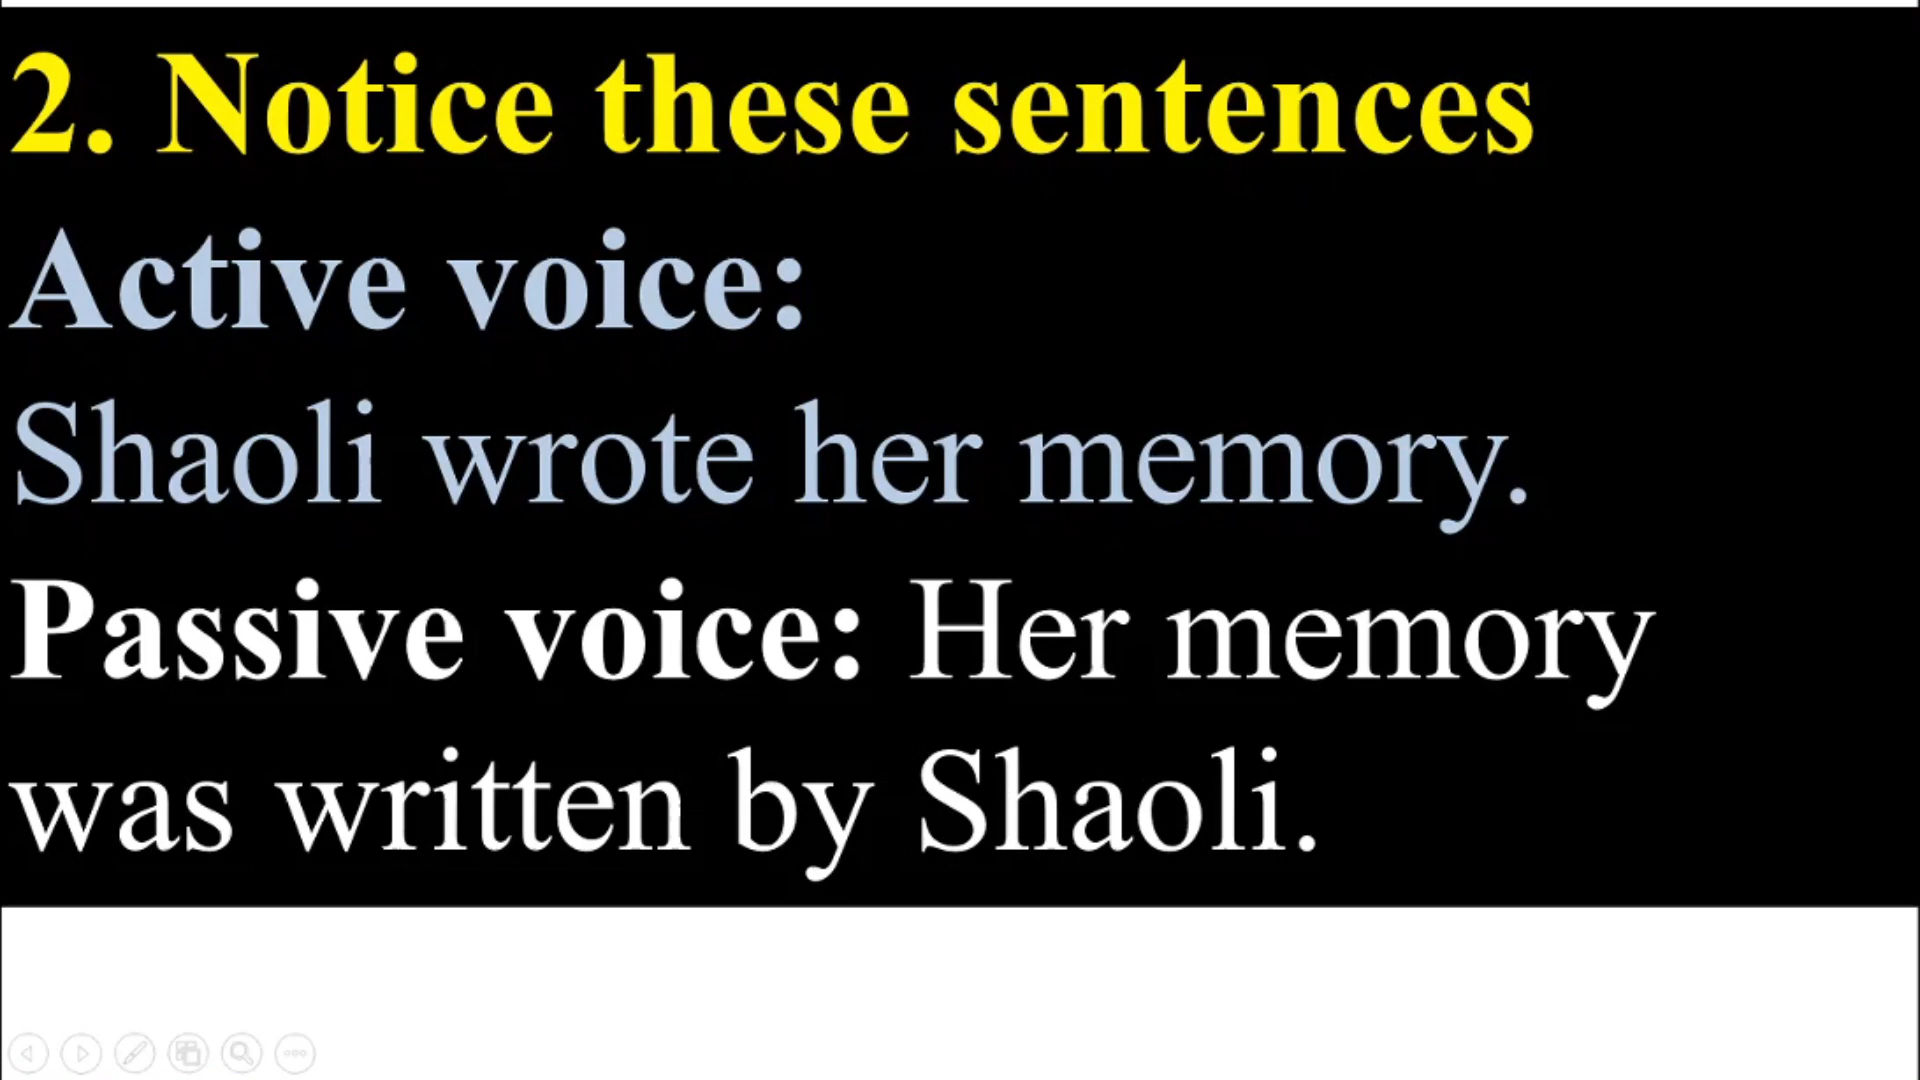 2. Notice these sentences
Active voice:
Shaoli wrote her memory.
Passive voice: Her memory
was written by Shaoli.